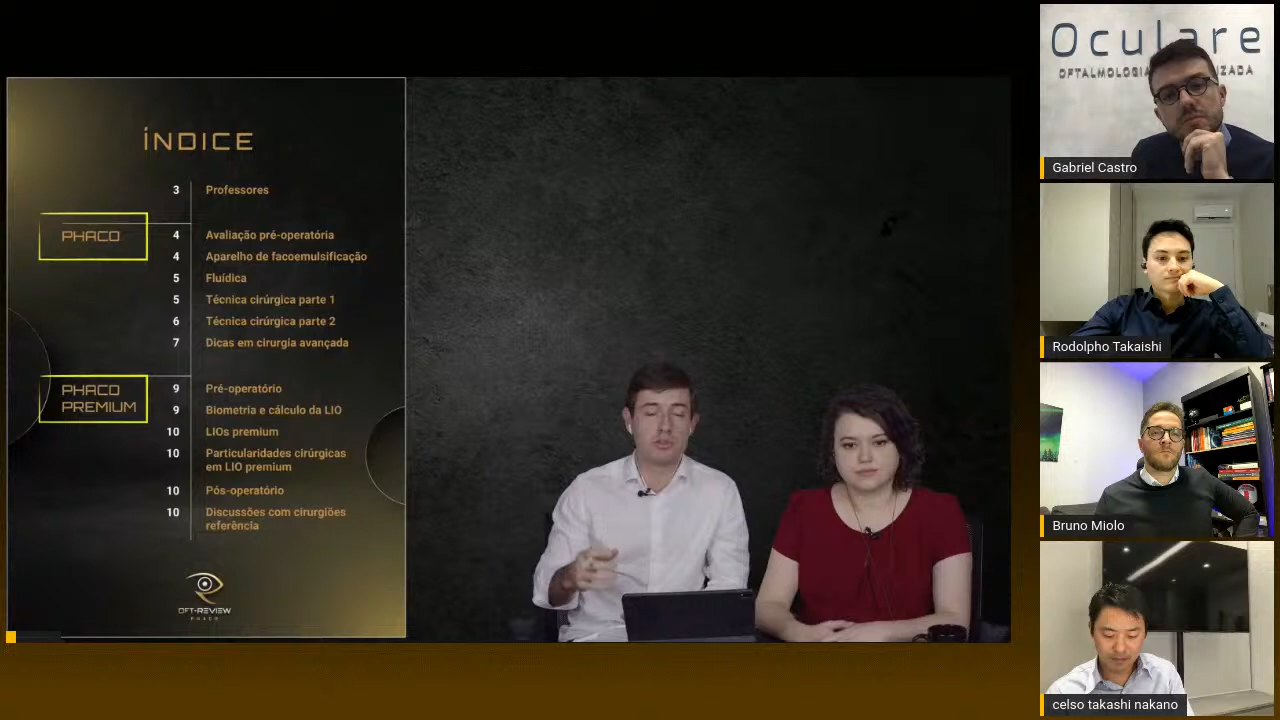 ÍNDICE
3 Professores
PHACO
4 Avaliação pré-operatória
4 Aparelho de facoemulsificação
5 Fluídica
5 Técnica cirúrgica parte 1
6 Técnica cirúrgica parte 2
7 Dicas em cirurgia avançada
PHACO
PREMIUM
9 Pré-operatório
9 Biometria e cálculo da LIO
10 LIOs premium
10 Particularidades cirúrgicas
em LIO premium
10 Pós-operatório
10 Discussões com cirurgiões
referência
OFT-REVIEW
PHACO
Oculare
OFTALMOLOGIA
Gabriel Castro
Rodolpho Takaishi
Bruno Miolo
celso takashi nakano